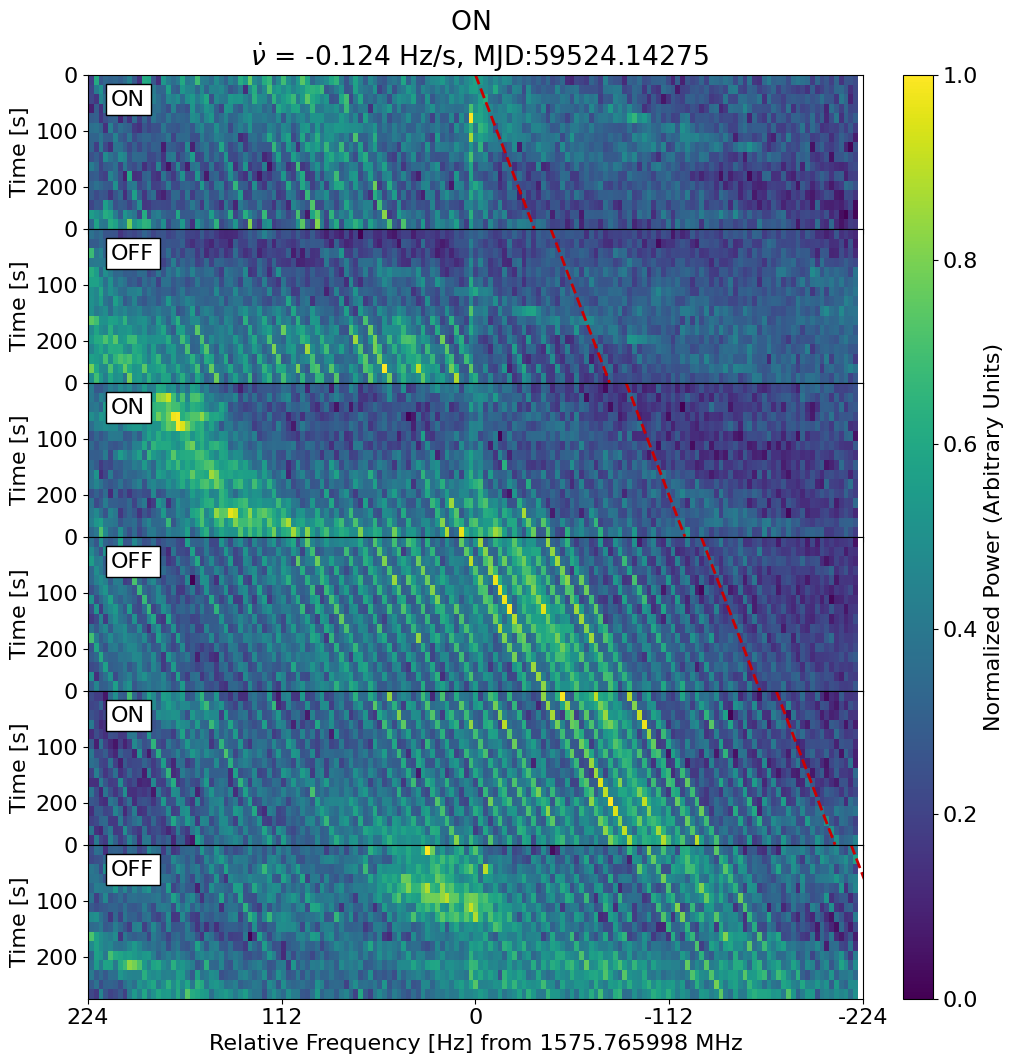 ON
ν̇ = -0.124 Hz/s, MJD:59524.14275
0
100
200
Time [s]
ON
0
100
200
Time [s]
OFF
0
100
200
Time [s]
ON
0
100
200
Time [s]
OFF
0
100
200
Time [s]
ON
0
100
200
Time [s]
OFF
224
112
0
-112
-224
Relative Frequency [Hz] from 1575.765998 MHz
1.0
0.8
0.6
0.4
0.2
0.0
Normalized Power (Arbitrary Units)